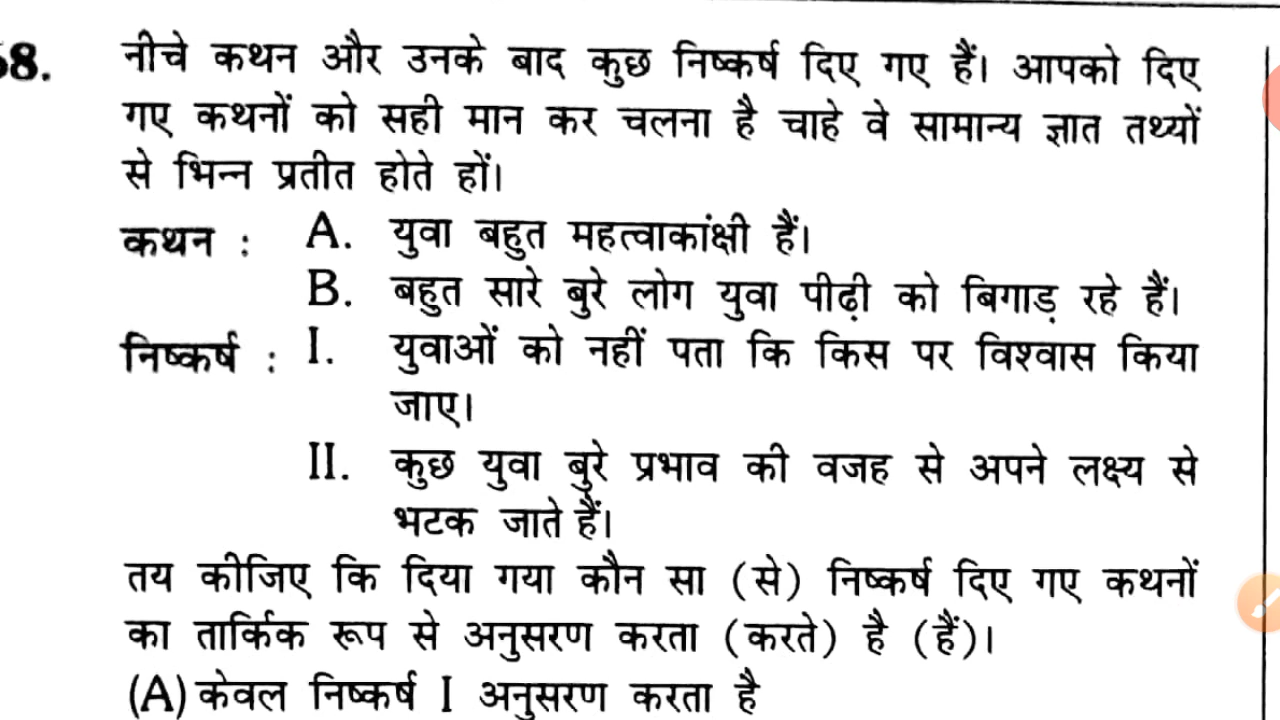 58. नीचे कथन और उनके बाद कुछ निष्कर्ष दिए गए हैं। आपको दिए
गए कथनों को सही मान कर चलना है चाहे वे सामान्य ज्ञात तथ्यों
से भिन्न प्रतीत होते हों।
कथन : A. युवा बहुत महत्वाकांक्षी हैं।
B. बहुत सारे बुरे लोग युवा पीढ़ी को बिगाड़ रहे हैं।
निष्कर्ष : I. युवाओं को नहीं पता कि किस पर विश्वास किया
जाए।
II. कुछ युवा बुरे प्रभाव की वजह से अपने लक्ष्य से
भटक जाते हैं।
तय कीजिए कि दिया गया कौन सा (से) निष्कर्ष दिए गए कथनों
का तार्किक रूप से अनुसरण करता (करते) है (हैं)।
(A) केवल निष्कर्ष I अनुसरण करता है